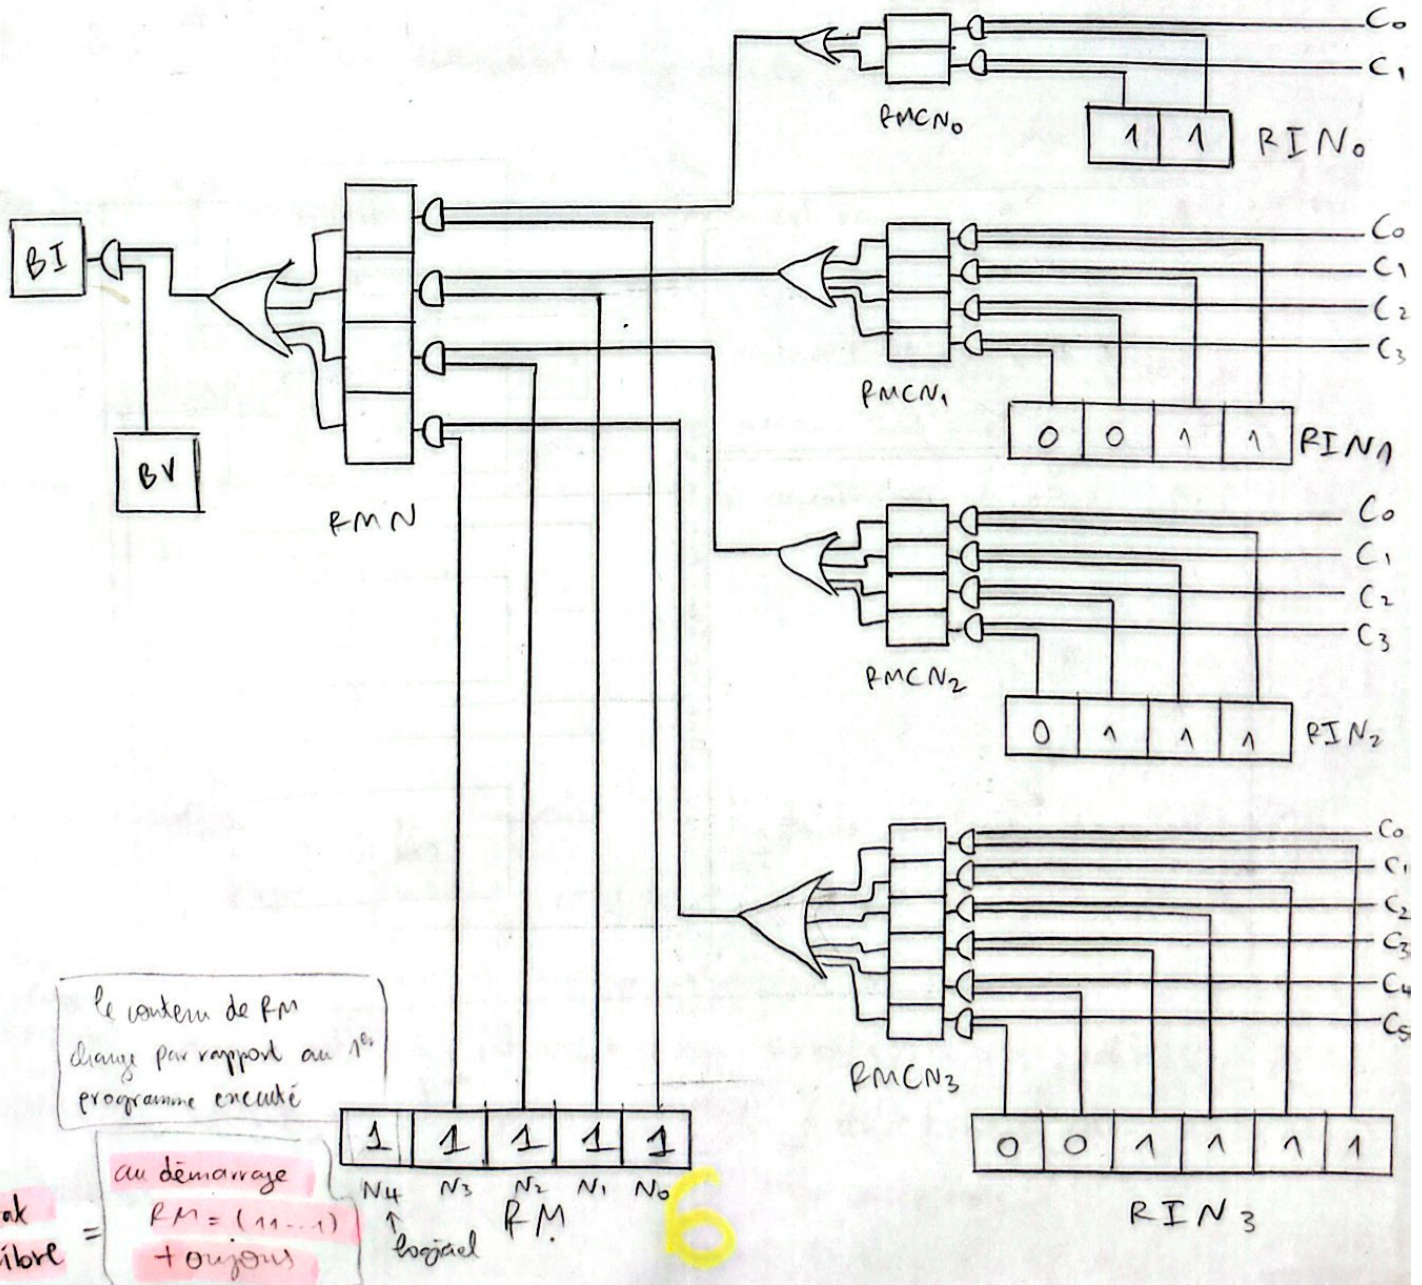 C₀
C₁
RMCN₀
1 1 RIN₀
C₀
C₁
C₂
C₃
RMCN₁
0 0 1 1 RIN1
BI
BV
RMN
C₀
C₁
C₂
C₃
RMCN₂
0 1 1 1 RIN₂
C₀
C₁
C₂
C₃
C₄
C₅
RMCN₃
0 0 1 1 1 1
RIN3
le contenu de RM
change par rapport au 1er
programme executé
1 1 1 1 1
N4 N3 N2 N1 N0
RM
logiciel
6
au démarrage
RM = (11...1)
toujours
=